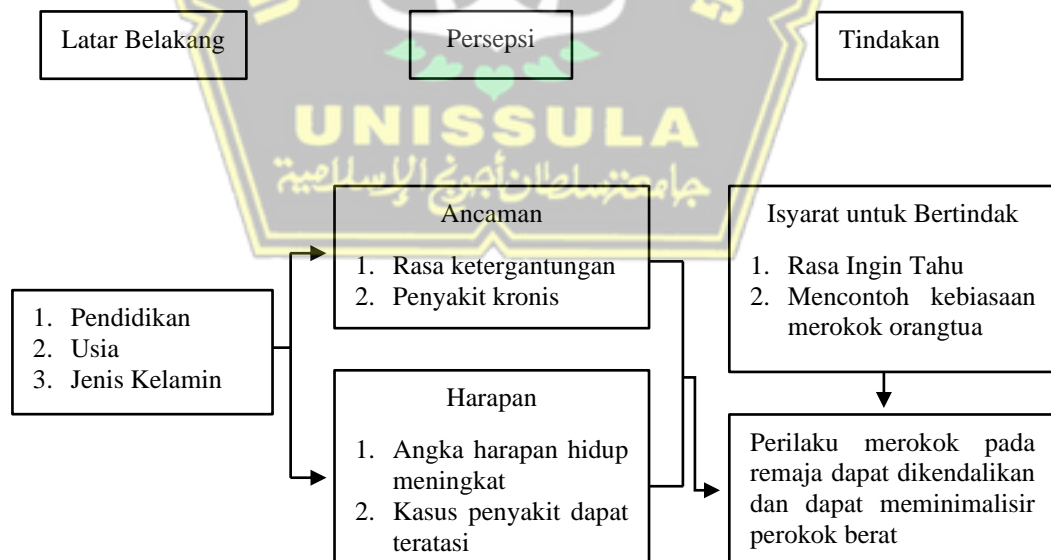 Latar Belakang
Persepsi
Tindakan
UNISSULA
جامعة سلطان أجونج الإسلامية
1. Pendidikan
2. Usia
3. Jenis Kelamin
Ancaman
1. Rasa ketergantungan
2. Penyakit kronis
Harapan
1. Angka harapan hidup
meningkat
2. Kasus penyakit dapat
teratasi
Isyarat untuk Bertindak
1. Rasa Ingin Tahu
2. Mencontoh kebiasaan
merokok orangtua
Perilaku merokok pada
remaja dapat dikendalikan
dan dapat meminimalisir
perokok berat